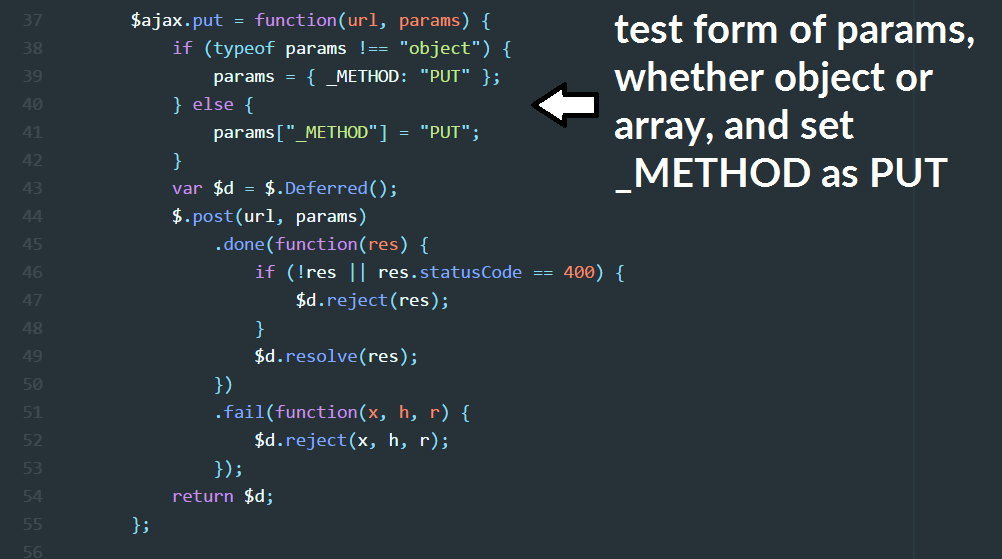 37 $ajax.put = function(url, params) {
38 if (typeof params !== "object") {
39 params = { _METHOD: "PUT" };
40 } else {
41 params["_METHOD"] = "PUT";
42 }
43 var $d = $.Deferred();
44 $.post(url, params)
45 .done(function(res) {
46 if (!res || res.statusCode == 400) {
47 $d.reject(res);
48 }
49 $d.resolve(res);
50 })
51 .fail(function(x, h, r) {
52 $d.reject(x, h, r);
53 });
54 return $d;
55 };
56
test form of params,
whether object or
array, and set
_METHOD as PUT